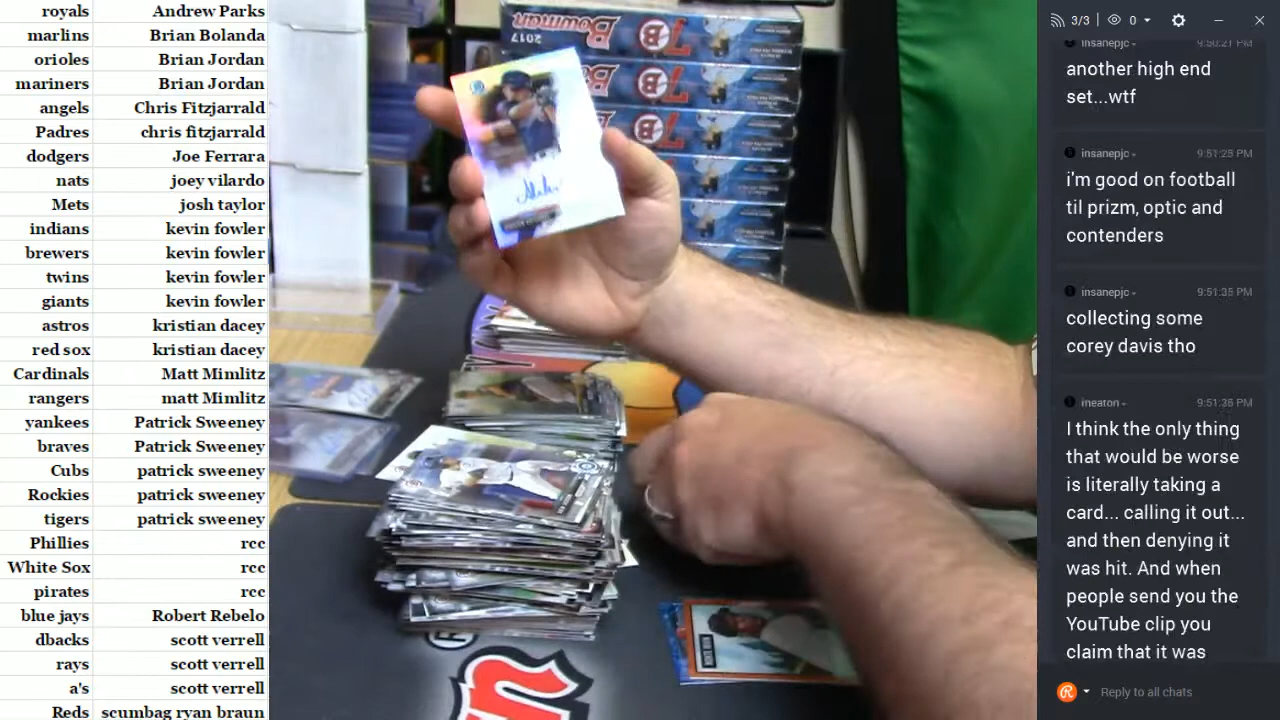 royals Andrew Parks
marlins Brian Bolanda
orioles Brian Jordan
mariners Brian Jordan
angels Chris Fitzjarrald
Padres chris fitzjarrald
dodgers Joe Ferrara
nats joey vilardo
Mets josh taylor
indians kevin fowler
brewers kevin fowler
twins kevin fowler
giants kevin fowler
astros kristian dacey
red sox kristian dacey
Cardinals Matt Mimlitz
rangers matt Mimlitz
yankees Patrick Sweeney
braves Patrick Sweeney
Cubs patrick sweeney
Rockies patrick sweeney
tigers patrick sweeney
Phillies rcc
White Sox rcc
pirates rcc
blue jays Robert Rebelo
dbacks scott verrell
rays scott verrell
a's scott verrell
Reds scumbag ryan braun
2017 Bowman
B
3/3 0
insanepjc 9:50:21 PM
another high end
set...wtf
insanepjc 9:51:25 PM
i'm good on football
til prizm, optic and
contenders
insanepjc 9:51:35 PM
collecting some
corey davis tho
ineaton 9:51:36 PM
I think the only thing
that would be worse
is literally taking a
card... calling it out...
and then denying it
was hit. And when
people send you the
YouTube clip you
claim that it was
Reply to all chats